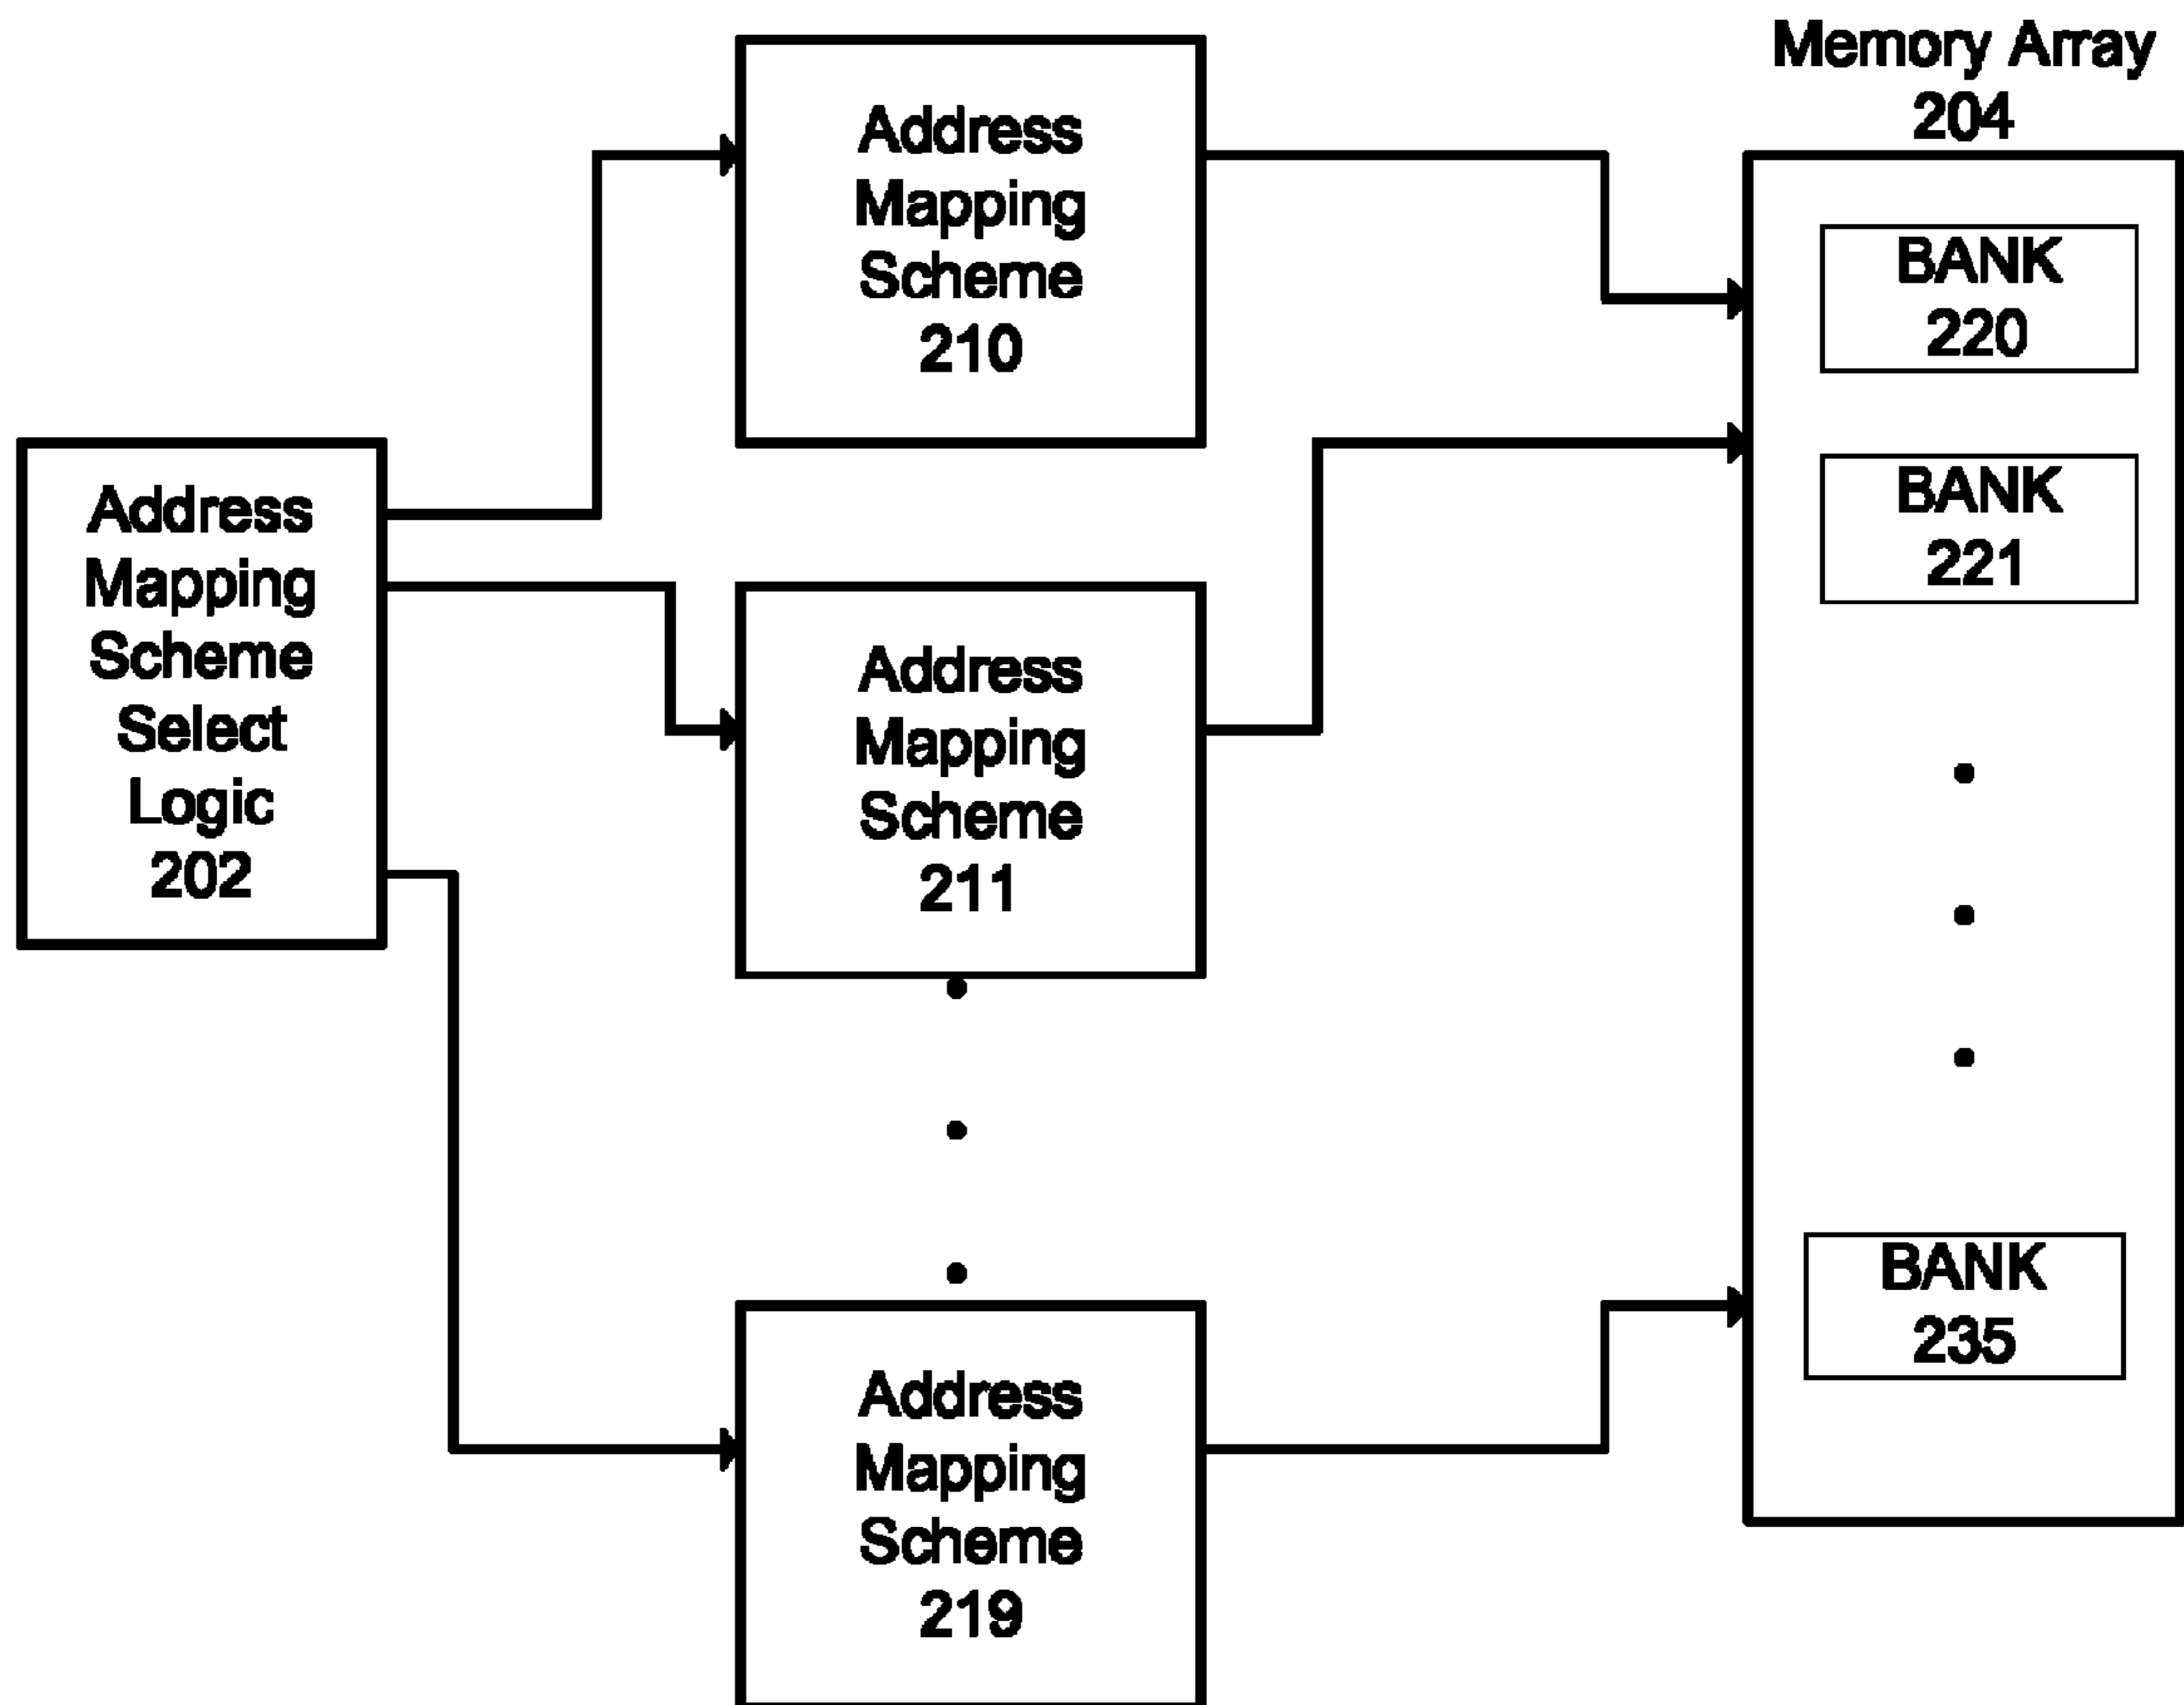 Address
Mapping
Scheme
Select
Logic
202
Address
Mapping
Scheme
210
Address
Mapping
Scheme
211
Address
Mapping
Scheme
219
Memory Array
204
BANK
220
BANK
221
BANK
235